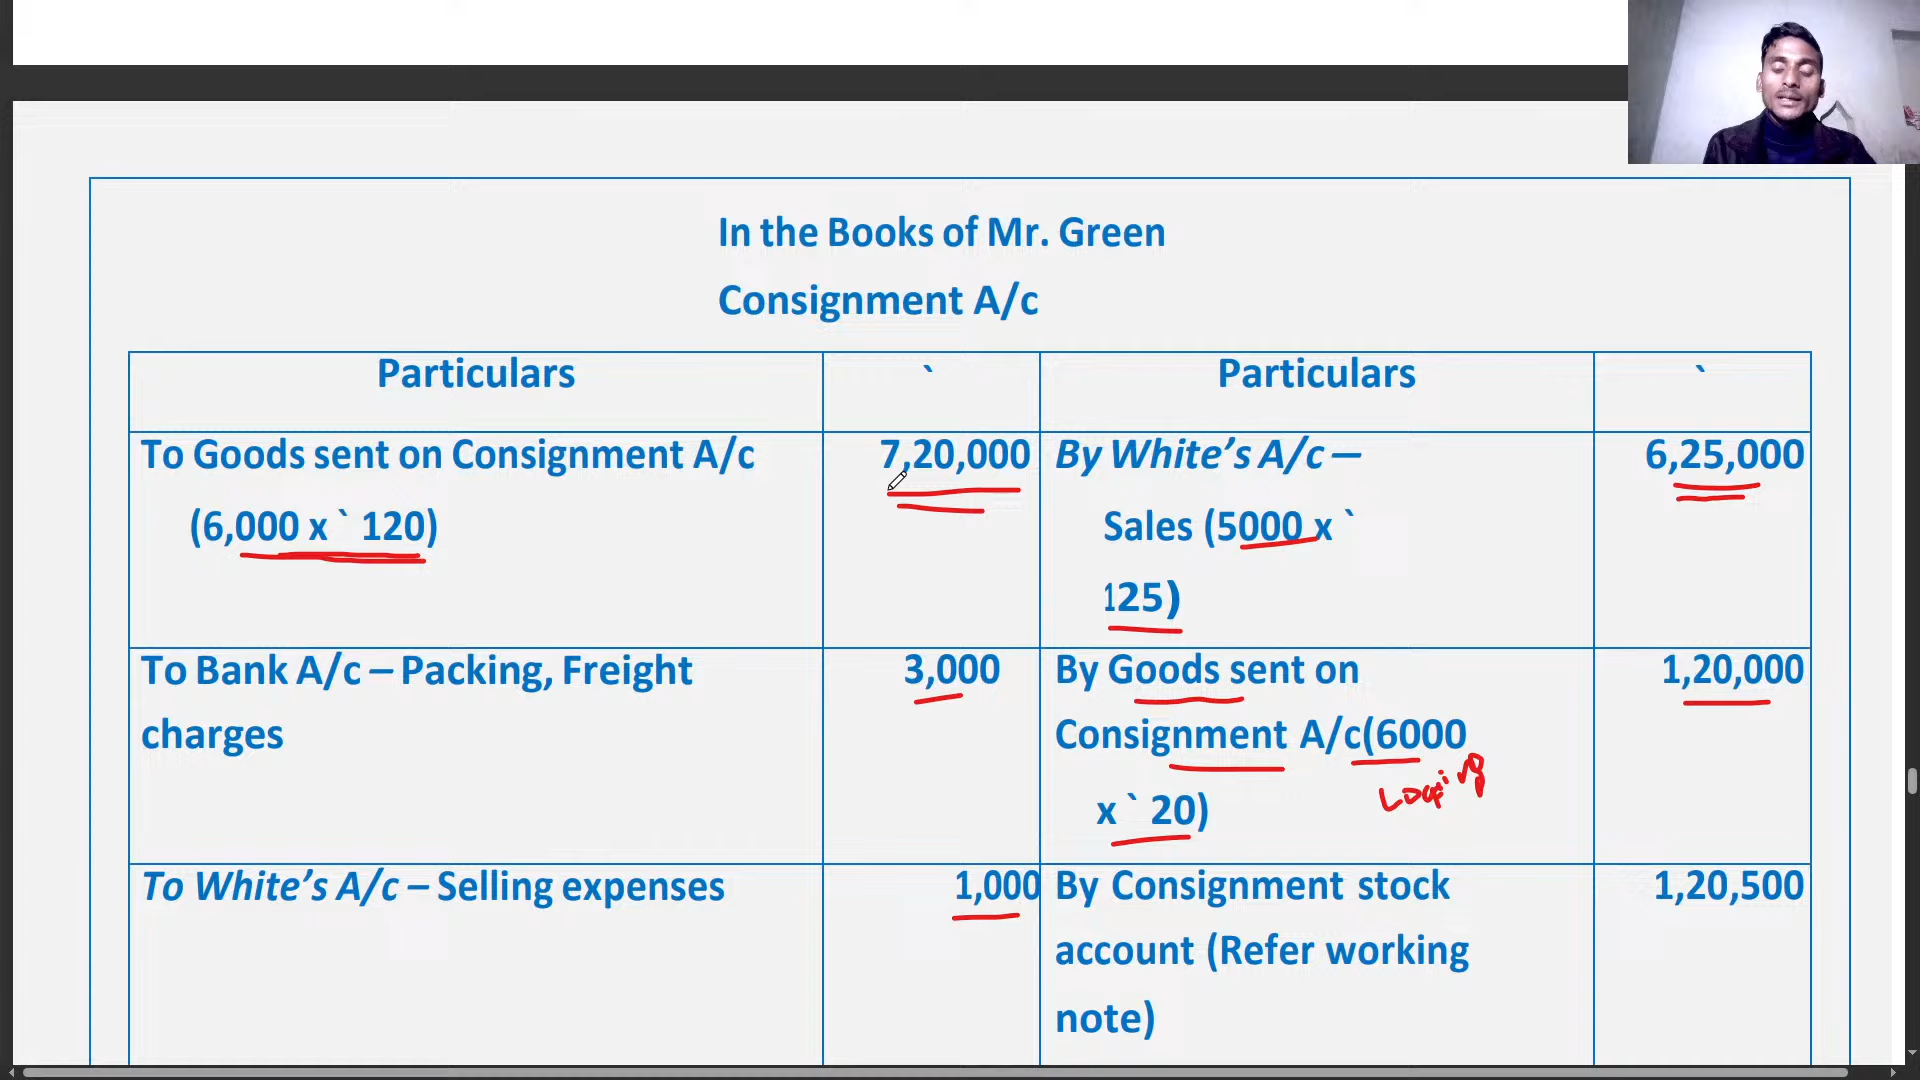 In the Books of Mr. Green
Consignment A/c
Particulars ` Particulars `
To Goods sent on Consignment A/c 7,20,000 By White’s A/c – 6,25,000
(6,000 x ` 120) Sales (5000 x `
125)
To Bank A/c – Packing, Freight 3,000 By Goods sent on 1,20,000
charges Consignment A/c(6000
Loading
x ` 20)
To White’s A/c – Selling expenses 1,000 By Consignment stock 1,20,500
account (Refer working
note)